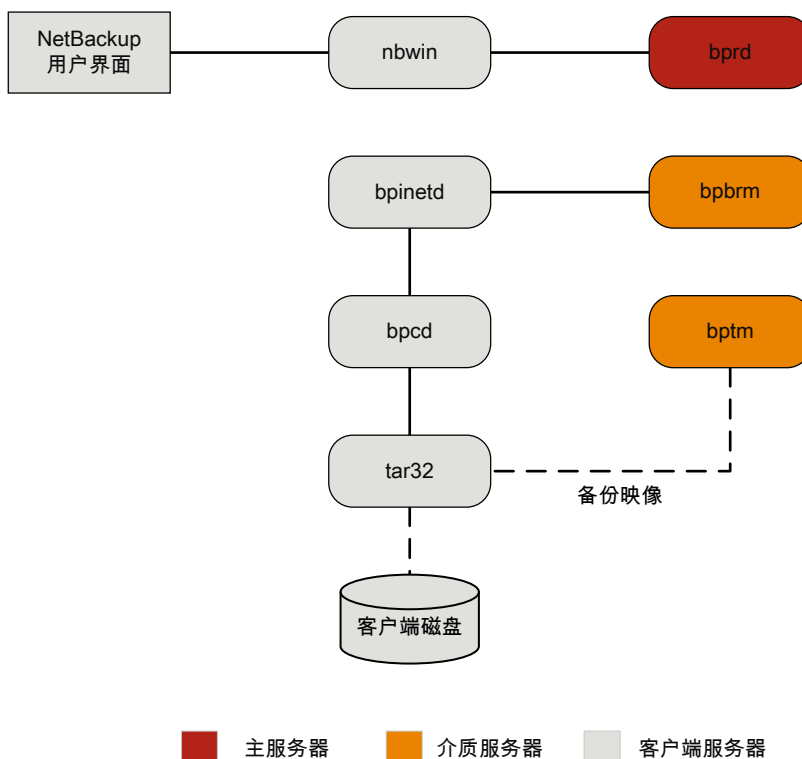 NetBackup
用户界面
nbwin
bprd
bpinetd
bpbrm
bpcd
bptm
tar32
备份映像
客户端磁盘
主服务器
介质服务器
客户端服务器